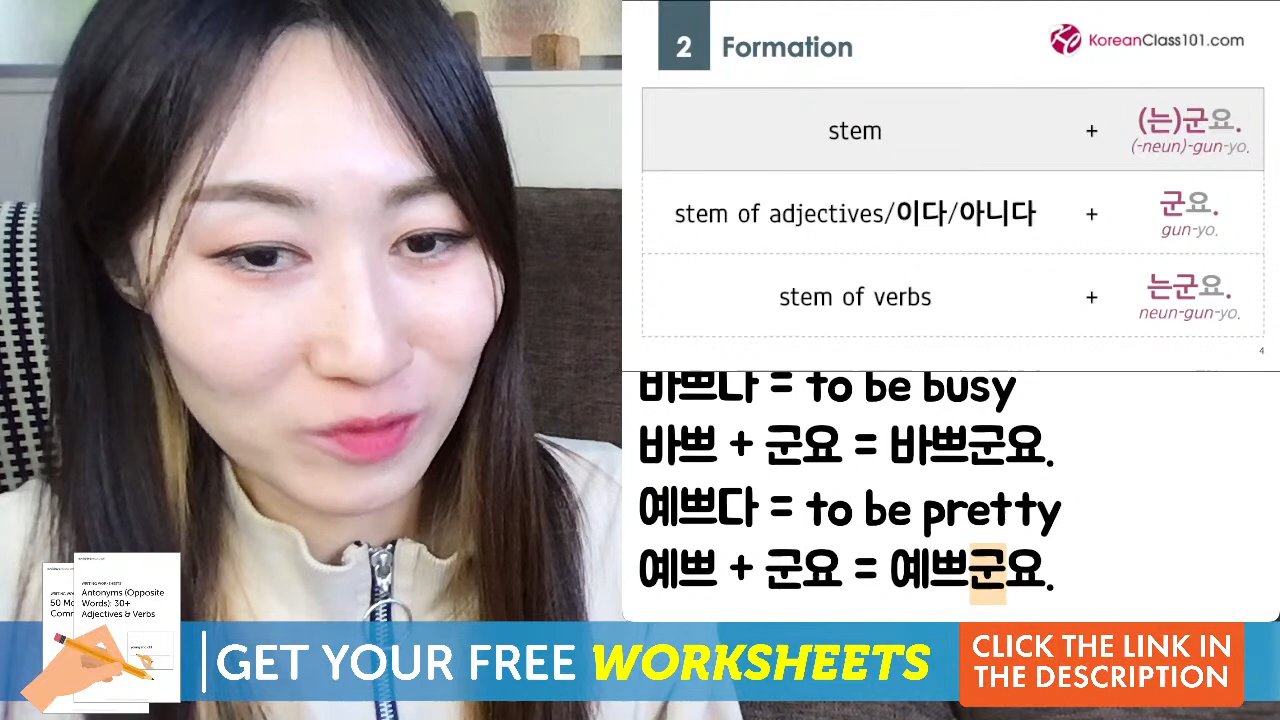 2 Formation
KoreanClass101.com
stem + (는)군요.
(-neun)-gun-yo.
stem of adjectives/이다/아니다 + 군요.
gun-yo.
stem of verbs + 는군요.
neun-gun-yo.
4
바쁘다 = to be busy
바쁘 + 군요 = 바쁘군요.
예쁘다 = to be pretty
예쁘 + 군요 = 예쁘군요.
WRITING WORKSHEETS
Antonyms (Opposite
Words): 30+
Adjectives & Verbs
GET YOUR FREE WORKSHEETS
CLICK THE LINK IN
THE DESCRIPTION